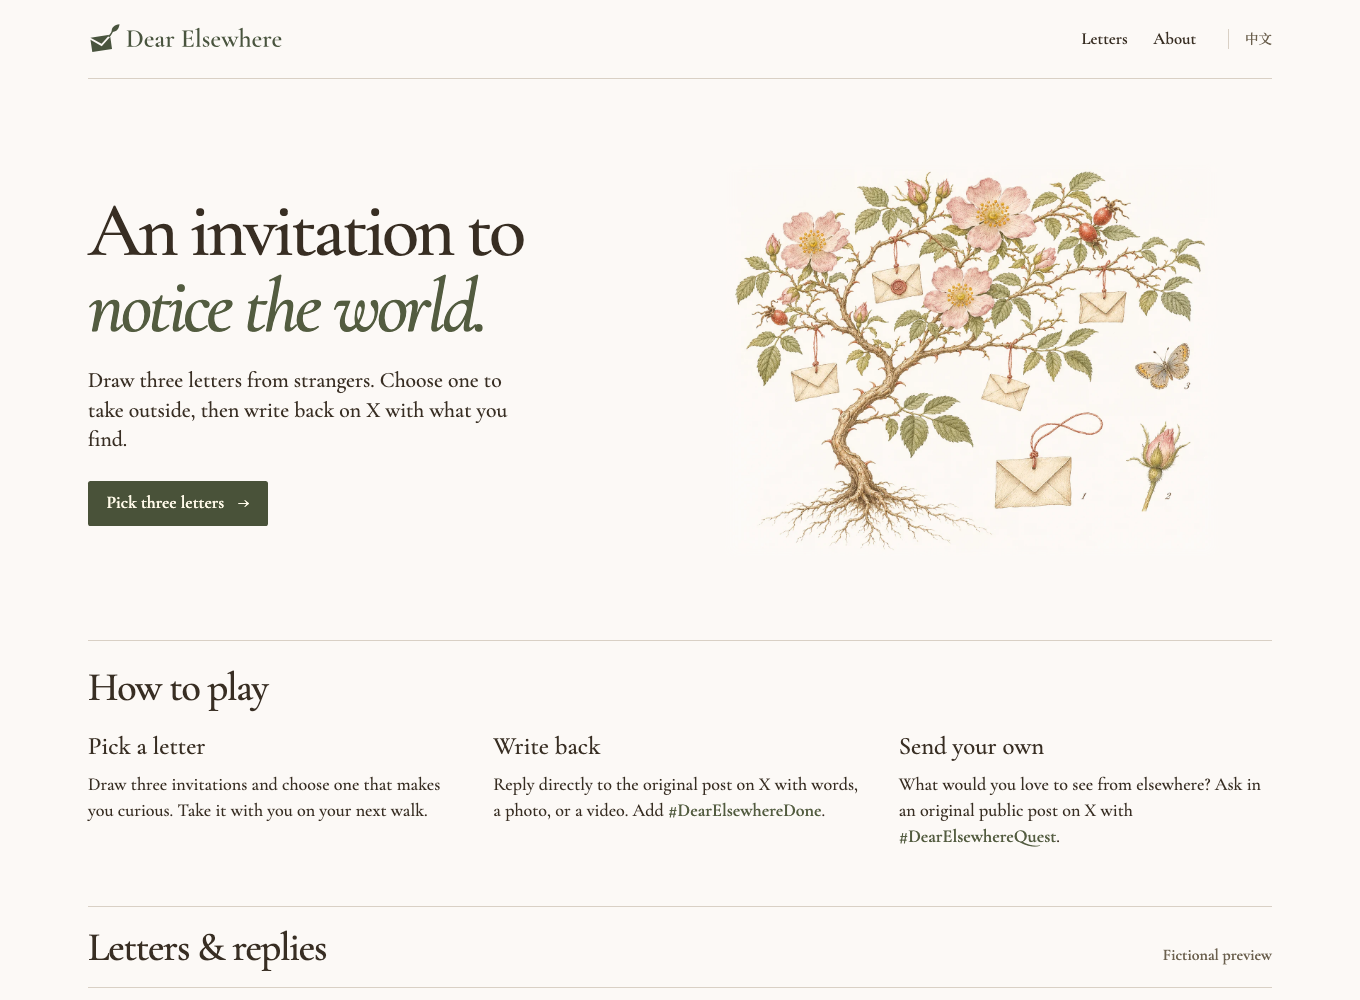 Dear Elsewhere
Letters About 中文
An invitation to
notice the world.
Draw three letters from strangers. Choose one to
take outside, then write back on X with what you
find.
Pick three letters →
1
2
3
How to play
Pick a letter
Draw three invitations and choose one that makes
you curious. Take it with you on your next walk.
Write back
Reply directly to the original post on X with words,
a photo, or a video. Add #DearElsewhereDone.
Send your own
What would you love to see from elsewhere? Ask in
an original public post on X with
#DearElsewhereQuest.
Letters & replies
Fictional preview